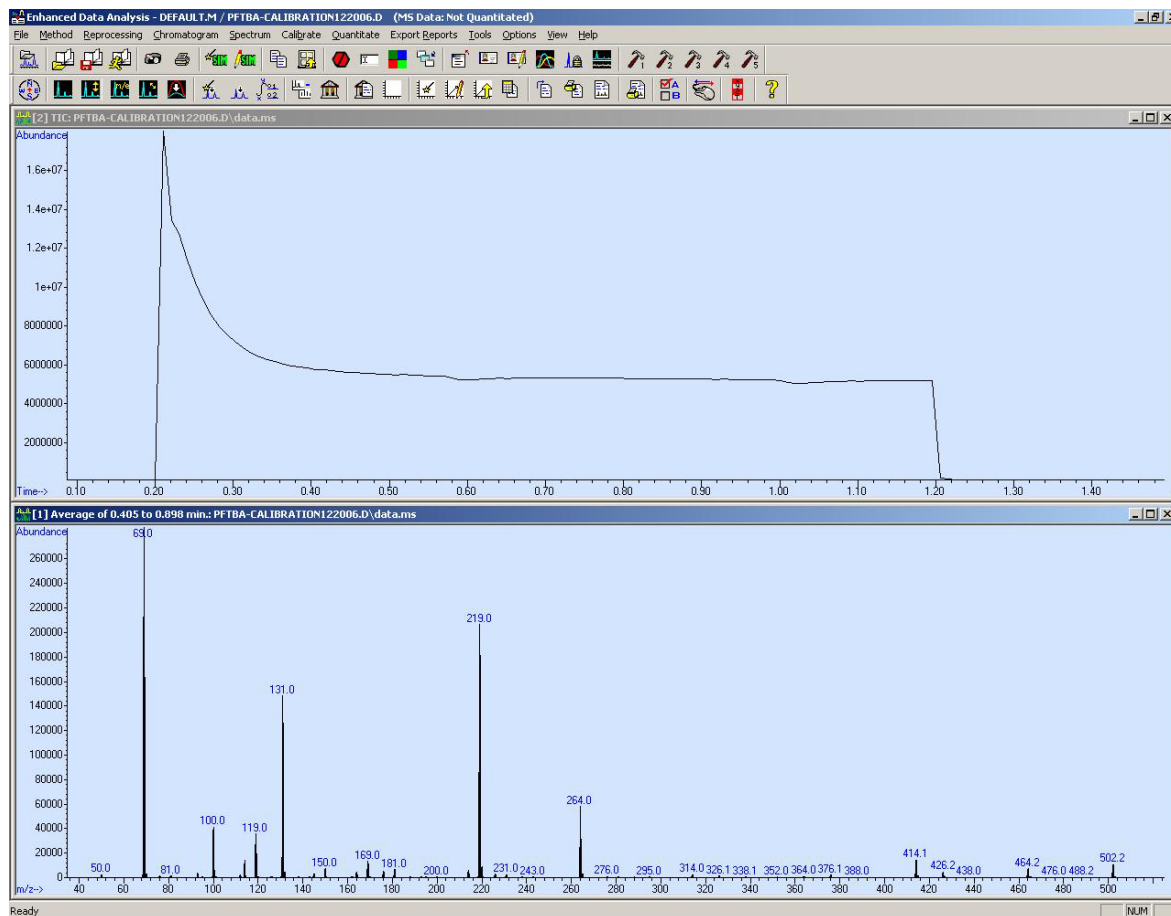 Enhanced Data Analysis - DEFAULT.M / PFTBA-CALIBRATION122006.D (MS Data: Not Quantitated)
File Method Reprocessing Chromatogram Spectrum Calibrate Quantitate Export Reports Tools Options View Help
[2] TIC: PFTBA-CALIBRATION122006.D\data.ms
Abundance
1.6e+07
1.4e+07
1.2e+07
1e+07
8000000
6000000
4000000
2000000
Time-->
0.10 0.20 0.30 0.40 0.50 0.60 0.70 0.80 0.90 1.00 1.10 1.20 1.30 1.40
[1] Average of 0.405 to 0.898 min.: PFTBA-CALIBRATION122006.D\data.ms
Abundance
69.0
260000
240000
220000
219.0
200000
180000
160000
131.0
140000
120000
100000
80000
264.0
60000
100.0
40000
119.0
20000
50.0 81.0 150.0 169.0 181.0 200.0 231.0 243.0 276.0 295.0 314.0 326.1 338.1 352.0 364.0 376.1 388.0 414.1 426.2 438.0 464.2 476.0 488.2 502.2
0
m/z-->
40 60 80 100 120 140 160 180 200 220 240 260 280 300 320 340 360 380 400 420 440 460 480 500
Ready NUM